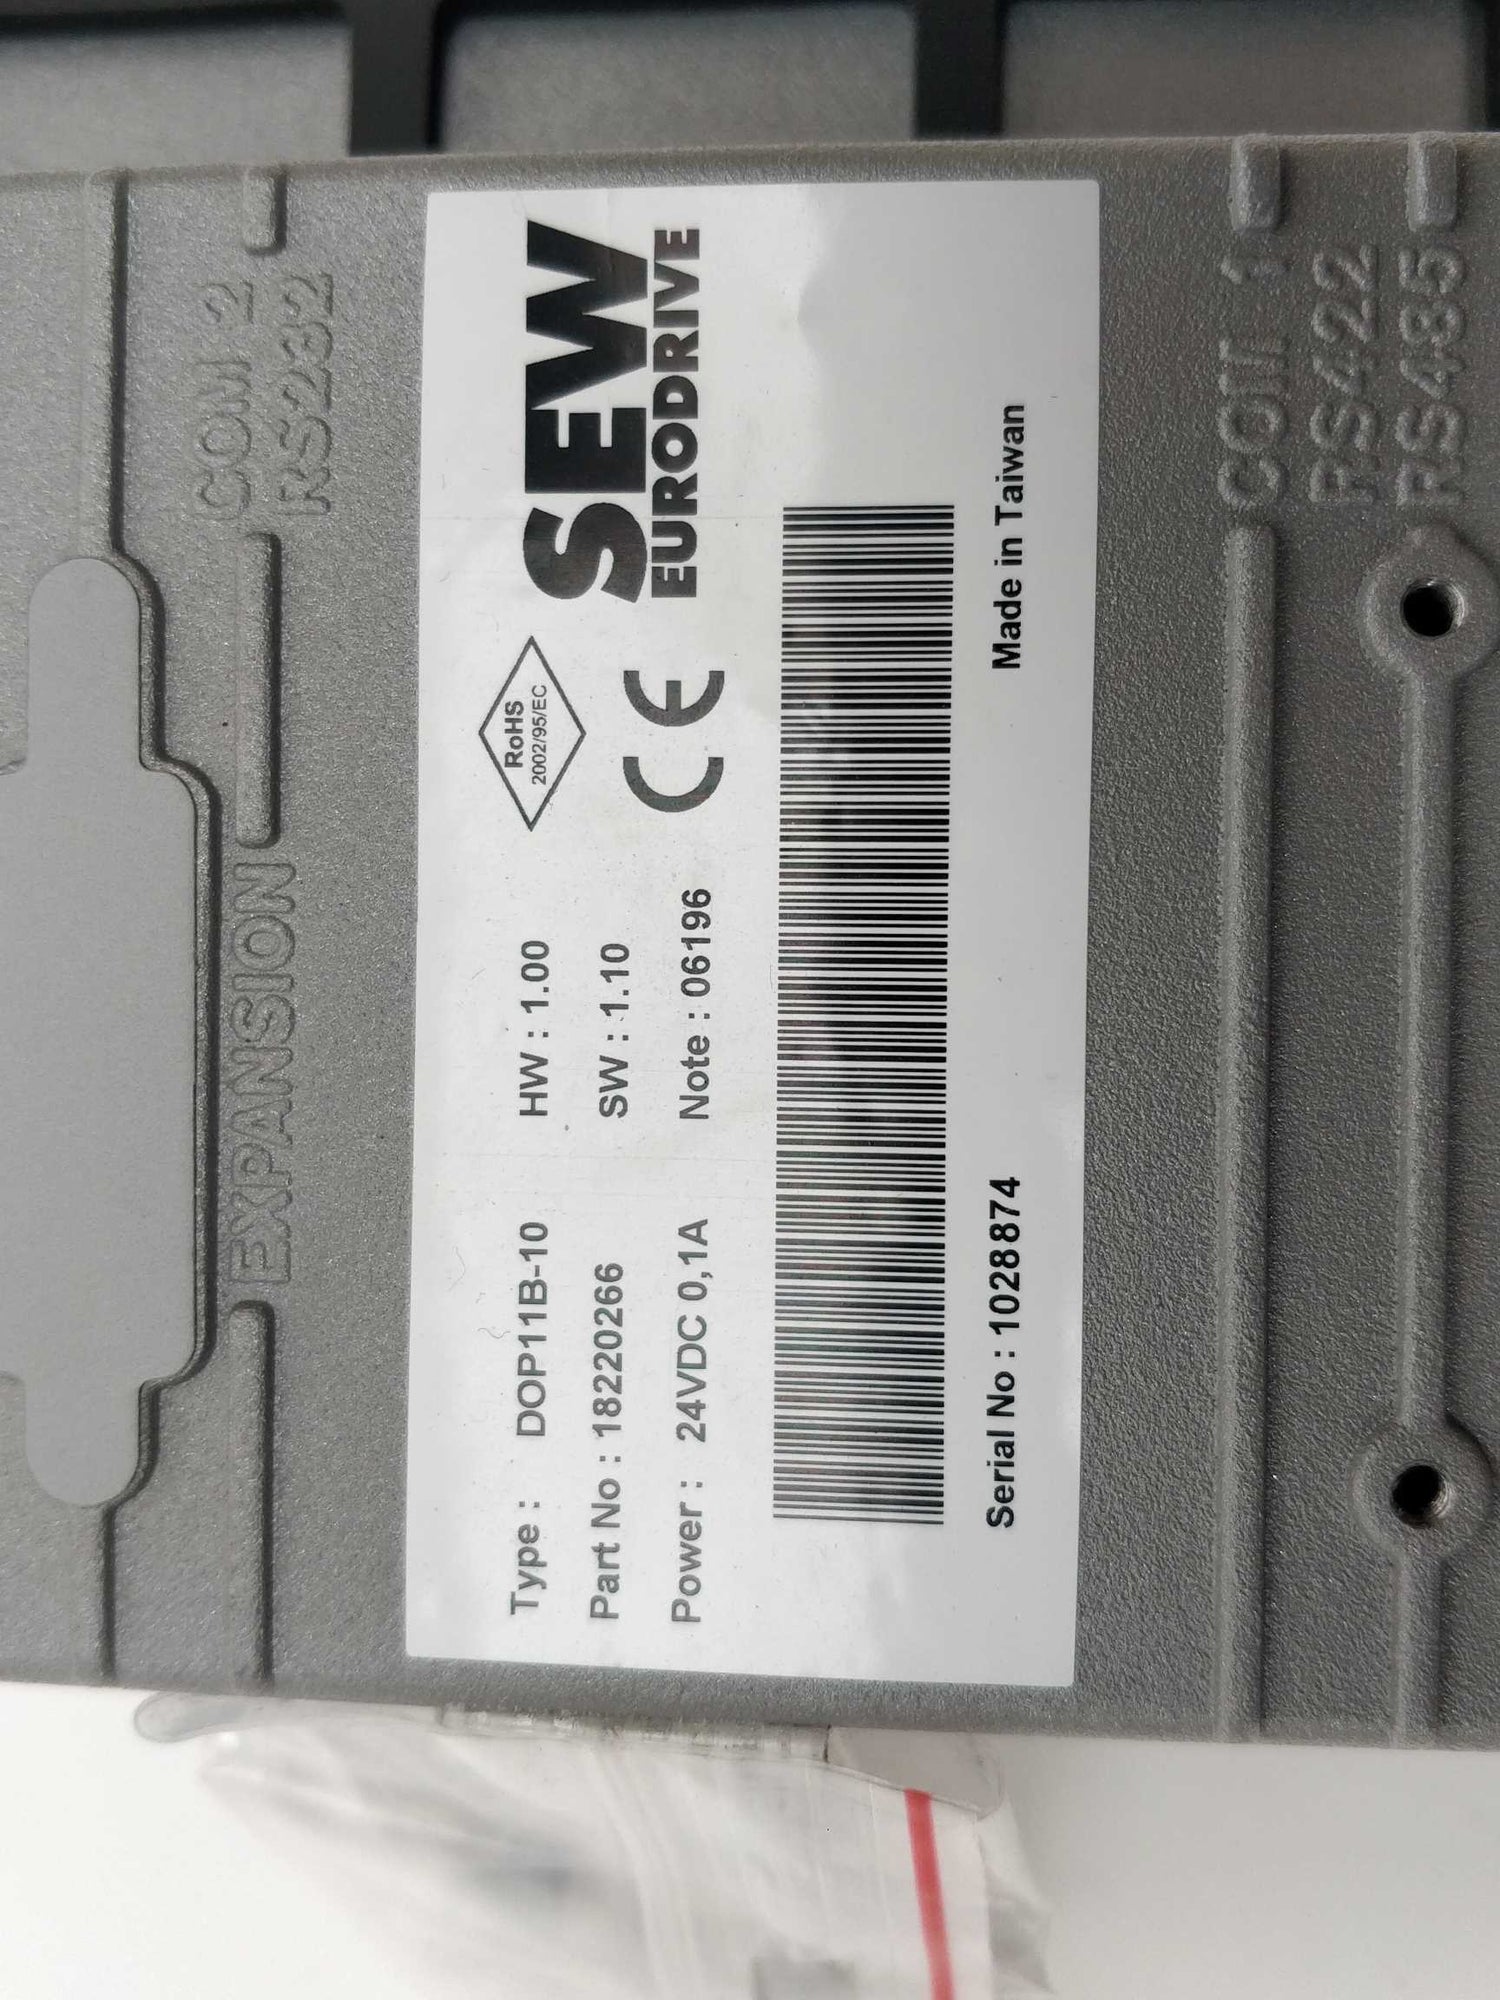 COM 2
RS232
EXPANSION
Type : DOP11B-10
HW : 1.00
RoHS
2002/95/EC
SEW
EURODRIVE
Part No : 18220266
SW : 1.10
CE
Power : 24VDC 0,1A
Note : 06196
Serial No : 1028874
Made in Taiwan
COM 1
RS422
RS485